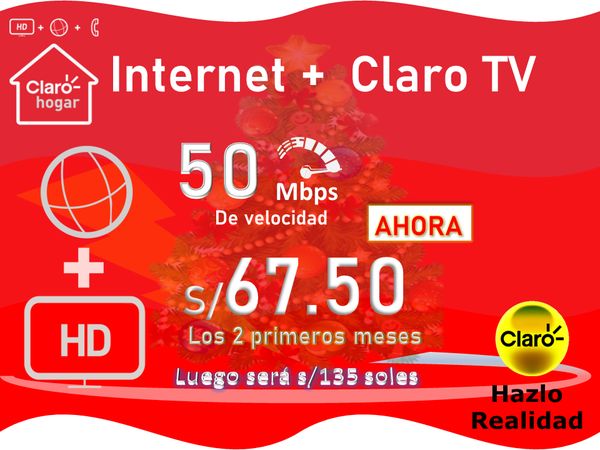 HD + +
Claro
hogar
Internet + Claro TV
50
Mbps
De velocidad
AHORA
+
S/67.50
HD
Los 2 primeros meses
Luego será s/135 soles
Claro
Hazlo
Realidad